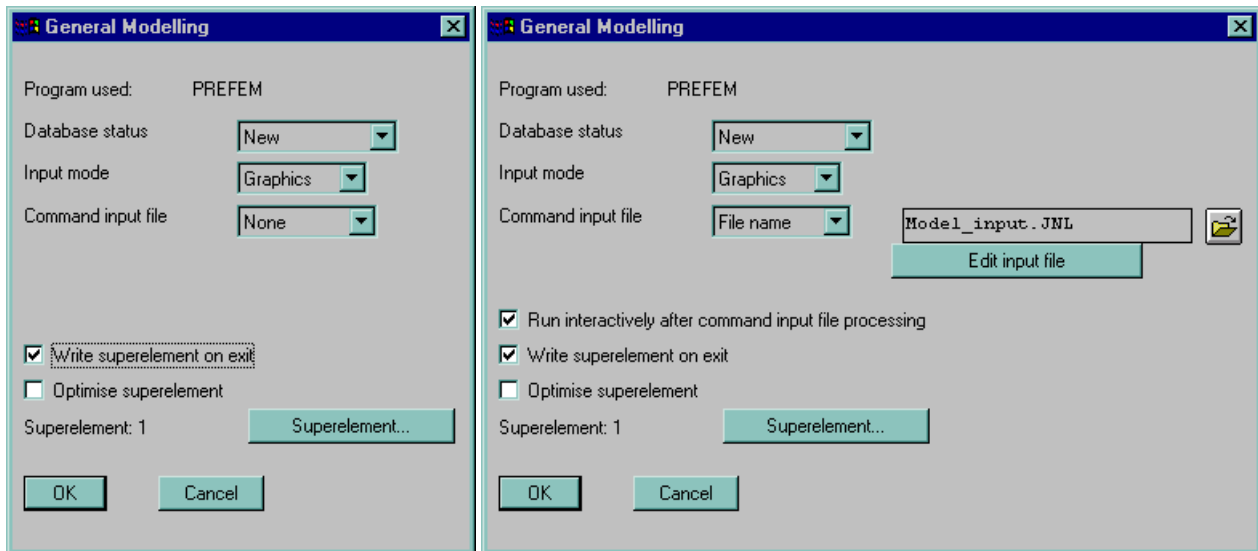 General Modelling
Program used: PREFEM
Database status New
Input mode Graphics
Command input file None
Write superelement on exit
Optimise superelement
Superelement: 1 Superelement...
OK Cancel
General Modelling
Program used: PREFEM
Database status New
Input mode Graphics
Command input file File name Model_input.JNL
Edit input file
Run interactively after command input file processing
Write superelement on exit
Optimise superelement
Superelement: 1 Superelement...
OK Cancel